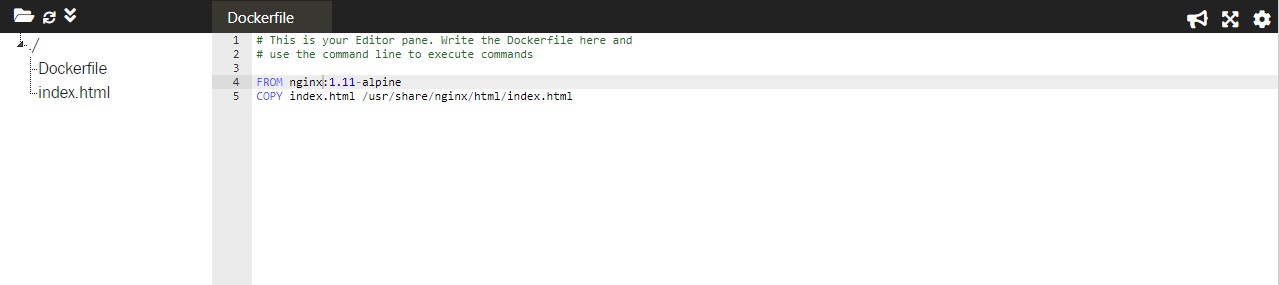 Dockerfile
./
Dockerfile
index.html
1 # This is your Editor pane. Write the Dockerfile here and
2 # use the command line to execute commands
3
4 FROM nginx:1.11-alpine
5 COPY index.html /usr/share/nginx/html/index.html